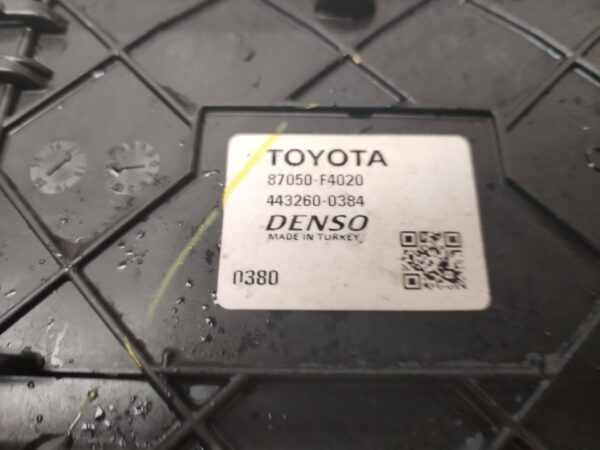 TOYOTA
87050-F4020
443260-0384
DENSO
MADE IN TURKEY
0380